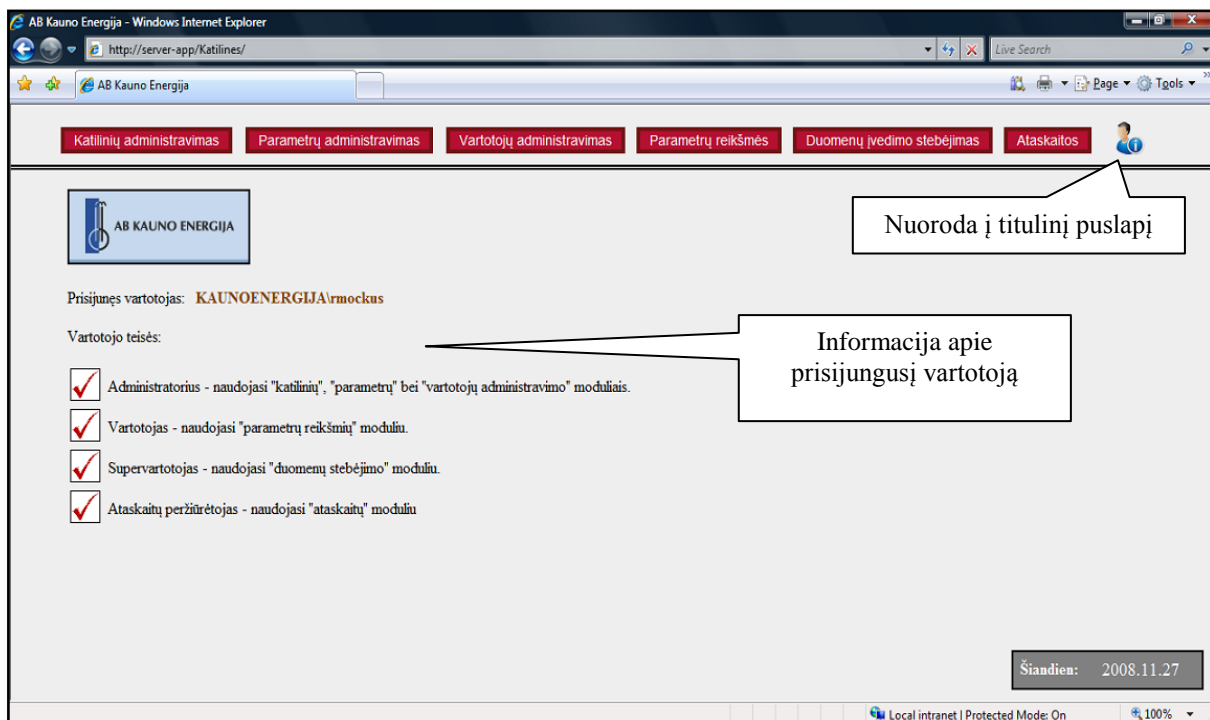 AB Kauno Energija - Windows Internet Explorer
http://server-app/Katilines/
Live Search
AB Kauno Energija
Page
Tools
Katilinių administravimas
Parametrų administravimas
Vartotojų administravimas
Parametrų reikšmės
Duomenų įvedimo stebėjimas
Ataskaitos
Nuoroda į titulinį puslapį
AB KAUNO ENERGIJA
Prisijunęs vartotojas: KAUNOENERGIJA\rmockus
Vartotojo teisės:
Informacija apie
prisijungusį vartotoją
Administratorius - naudojasi "katilinių", "parametrų" bei "vartotojų administravimo" moduliais.
Vartotojas - naudojasi "parametrų reikšmių" moduliu.
Supervartotojas - naudojasi "duomenų stebėjimo" moduliu.
Ataskaitų peržiūrėtojas - naudojasi "ataskaitų" moduliu
Šiandien: 2008.11.27
Local intranet | Protected Mode: On
100%